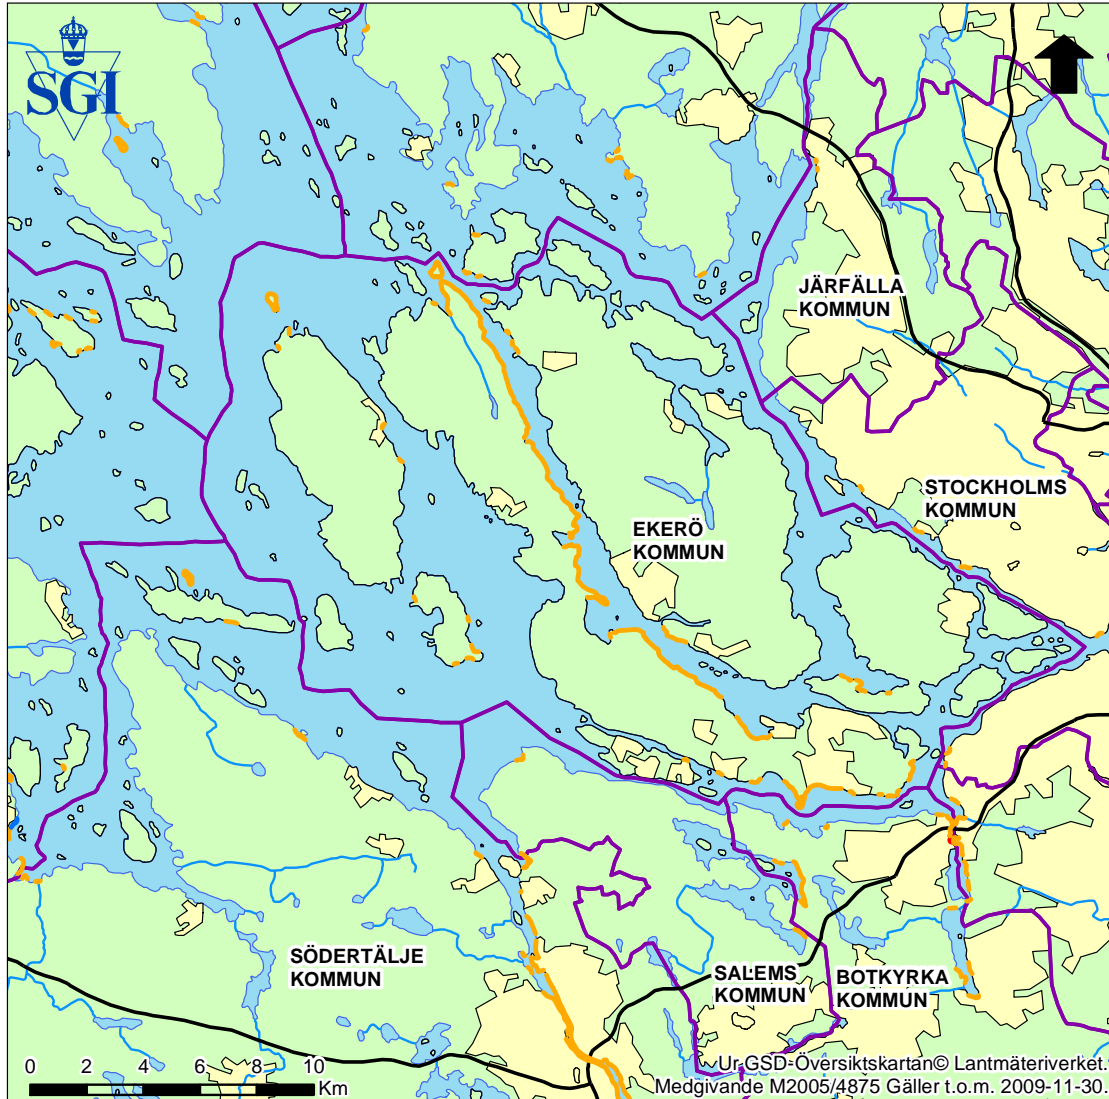 SGI
JÄRFÄLLA
KOMMUN
STOCKHOLMS
KOMMUN
EKERÖ
KOMMUN
SÖDERTÄLJE
KOMMUN
SALEMS
KOMMUN
BOTKYRKA
KOMMUN
0 2 4 6 8 10
Km
Ur GSD-Översiktskartan© Lantmäteriverket.
Medgivande M2005/4875 Gäller t.o.m. 2009-11-30.